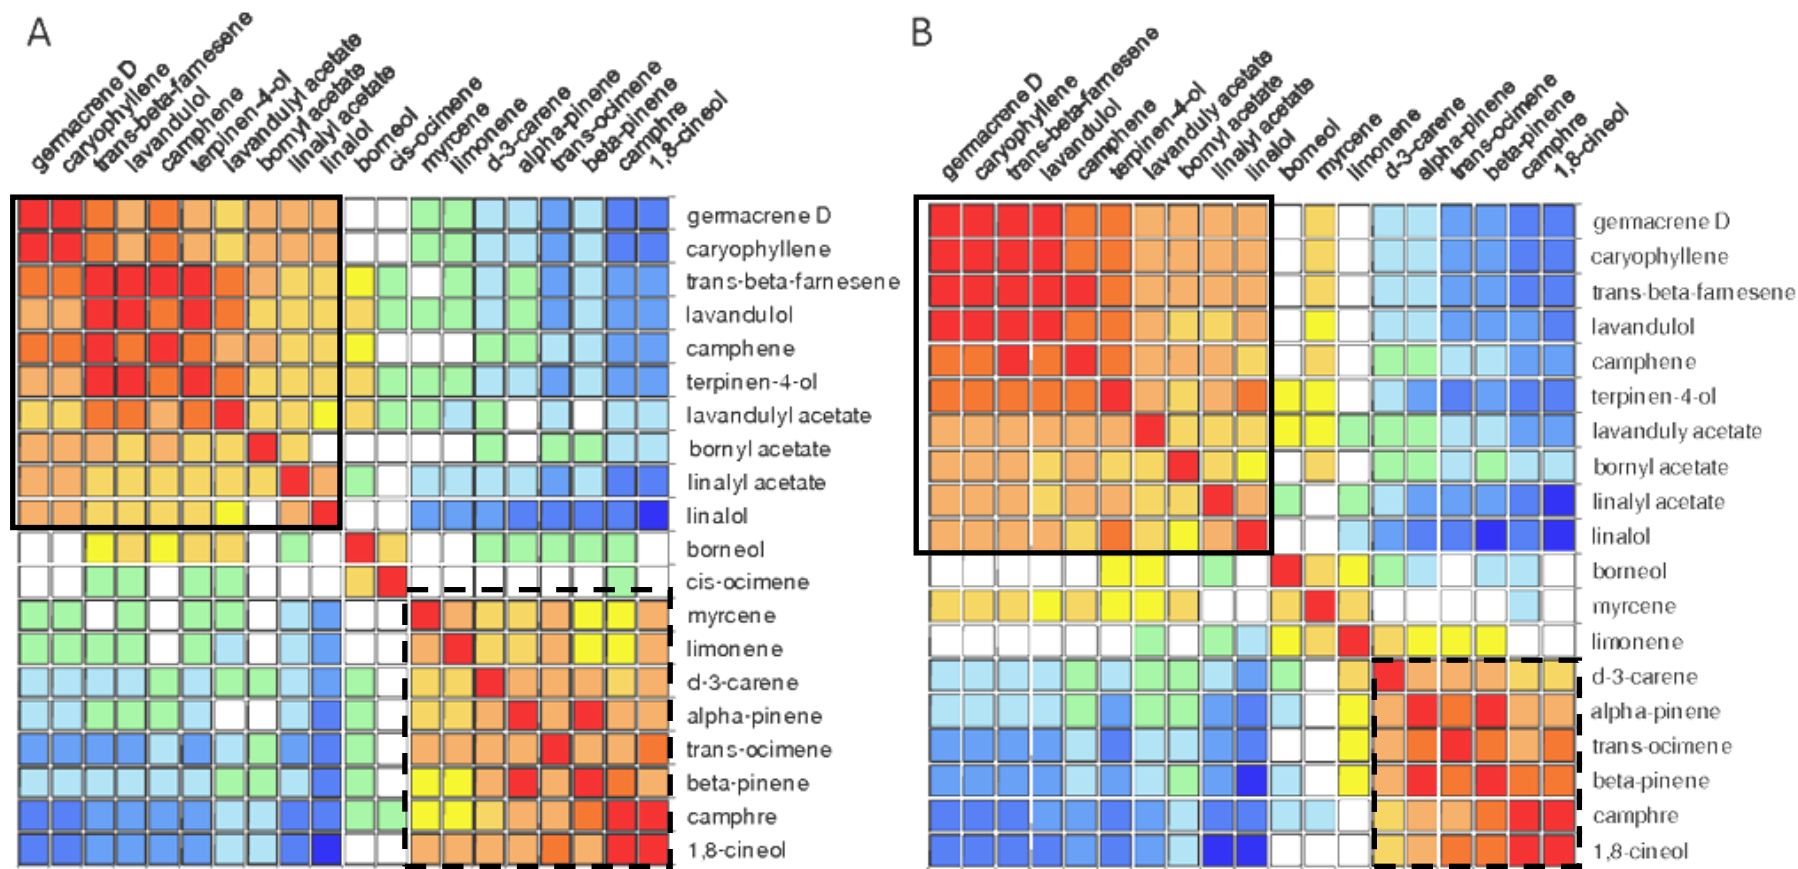 A
germacrene D
caryophyllene
trans-beta-farnesene
lavandulol
camphene
terpinen-4-ol
lavandulyl acetate
bornyl acetate
linalyl acetate
linalol
borneol
cis-ocimene
myrcene
limonene
d-3-carene
alpha-pinene
trans-ocimene
beta-pinene
camphre
1,8-cineol
germacrene D
caryophyllene
trans-beta-farnesene
lavandulol
camphene
terpinen-4-ol
lavandulyl acetate
bornyl acetate
linalyl acetate
linalol
borneol
cis-ocimene
myrcene
limonene
d-3-carene
alpha-pinene
trans-ocimene
beta-pinene
camphre
1,8-cineol
B
germacrene D
caryophyllene
trans-beta-farnesene
lavandulol
camphene
terpinen-4-ol
lavanduly acetate
bornyl acetate
linalyl acetate
linalol
borneol
myrcene
limonene
d-3-carene
alpha-pinene
trans-ocimene
beta-pinene
camphre
1,8-cineol
germacrene D
caryophyllene
trans-beta-farnesene
lavandulol
camphene
terpinen-4-ol
lavanduly acetate
bornyl acetate
linalyl acetate
linalol
borneol
myrcene
limonene
d-3-carene
alpha-pinene
trans-ocimene
beta-pinene
camphre
1,8-cineol